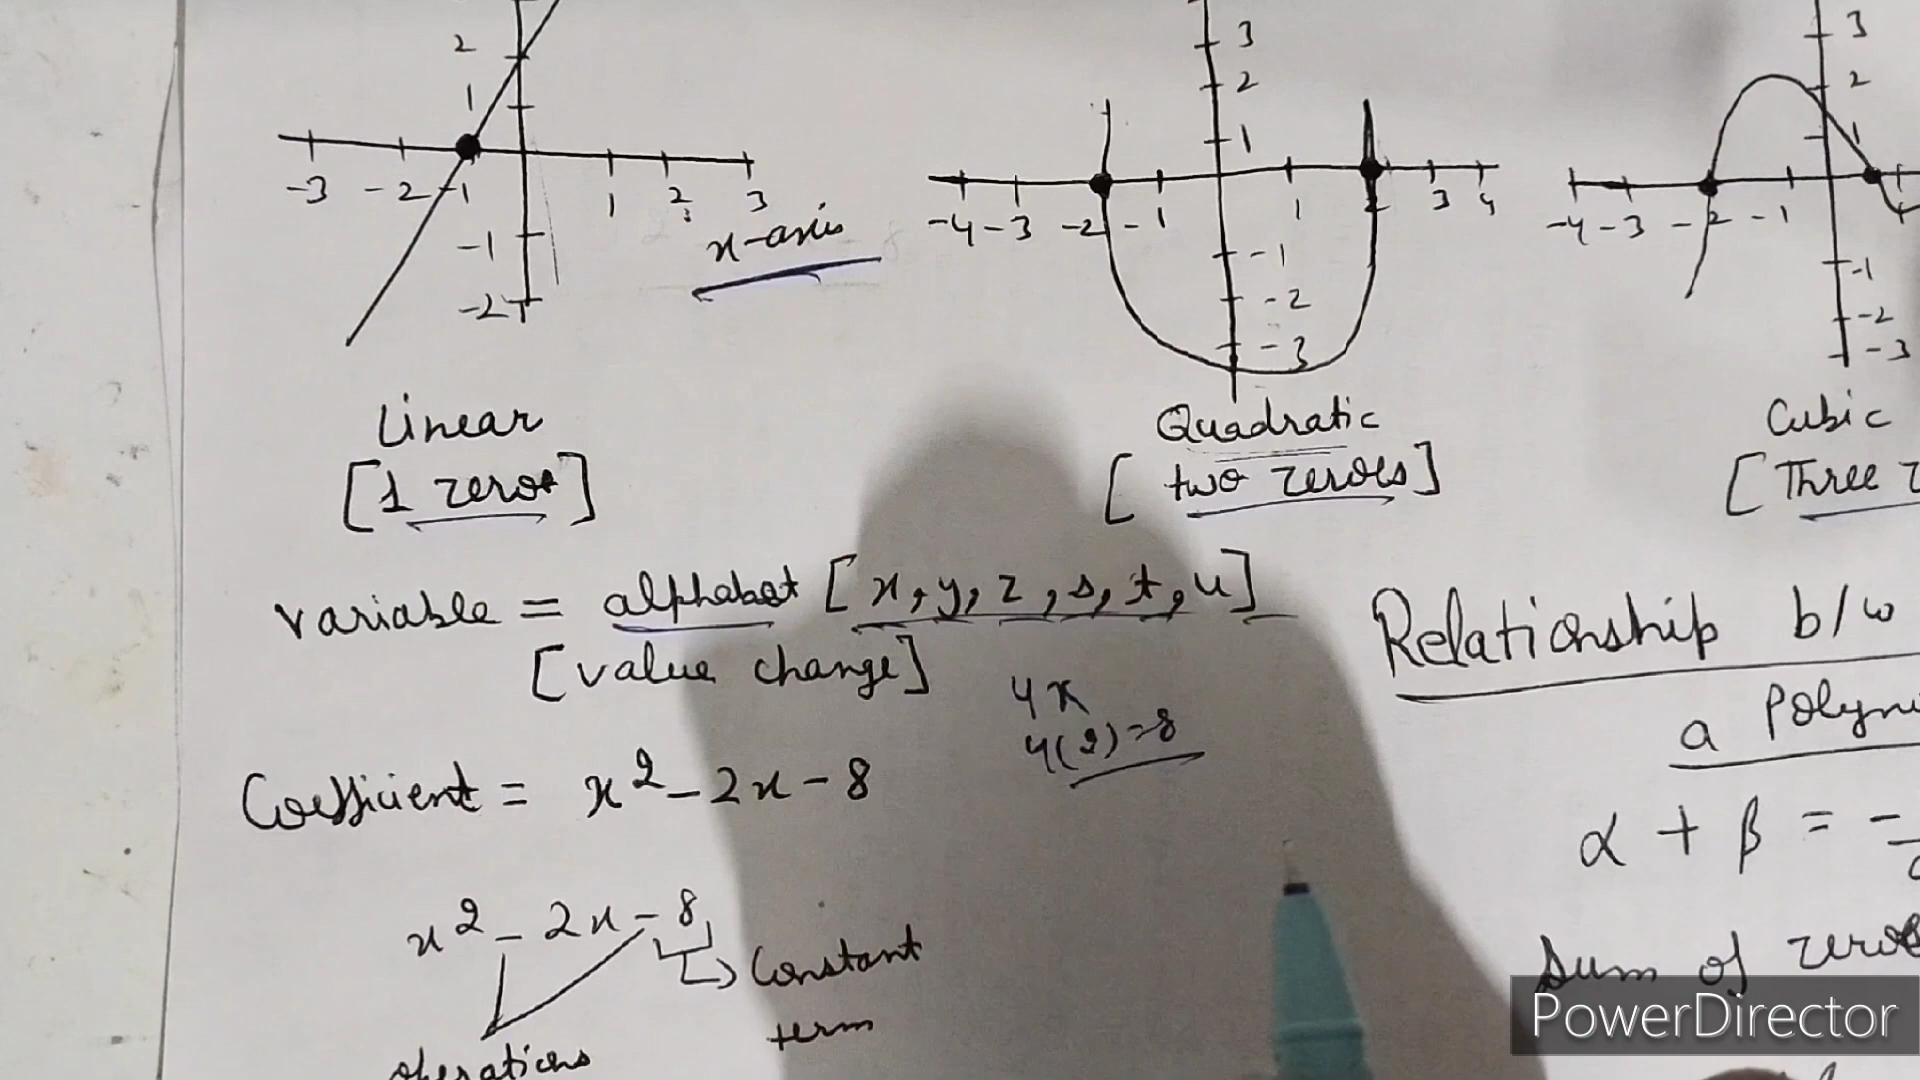 2
1
-3 -2 -1 1 2 3
-1
-2
x-axis
3
2
1
-4 -3 -2 -1 1 2 3 4
-1
-2
-3
3
2
1
-4 -3 -2 -1
-1
-2
-3
Linear
[1 zero]
Quadratic
[two zeroes]
Cubic
[Three z
Variable = alphabet [x, y, z, s, t, u]
[value change]
4x
4(2)=8
Coefficient = x² - 2x - 8
x² - 2x - 8
Constant
term
operations
Relationship b/w
a Polyn
α + β = -
Sum of zeroes
PowerDirector